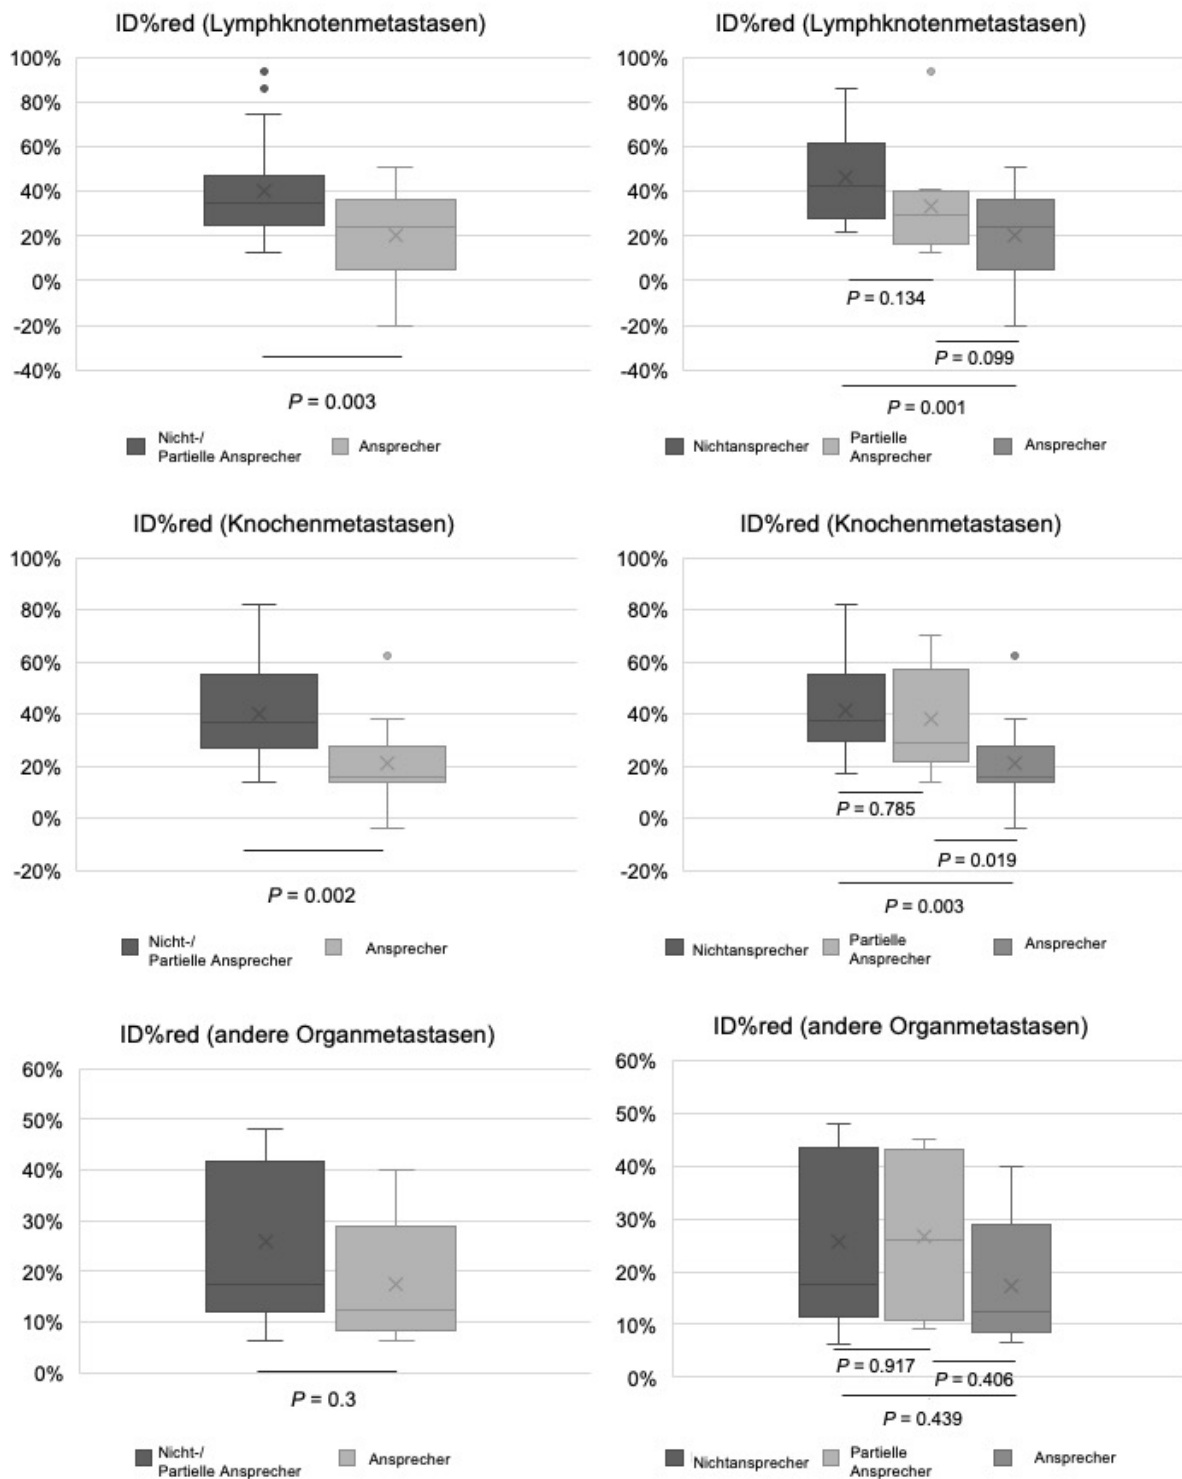 ID%red (Lymphknotenmetastasen)
100%
80%
60%
40%
20%
0%
-20%
-40%
P = 0.003
Nicht-/
Partielle Ansprecher
Ansprecher
ID%red (Lymphknotenmetastasen)
100%
80%
60%
40%
20%
0%
-20%
-40%
P = 0.134
P = 0.099
P = 0.001
Nichtansprecher
Partielle
Ansprecher
Ansprecher
ID%red (Knochenmetastasen)
100%
80%
60%
40%
20%
0%
-20%
P = 0.002
Nicht-/
Partielle Ansprecher
Ansprecher
ID%red (Knochenmetastasen)
100%
80%
60%
40%
20%
0%
-20%
P = 0.785
P = 0.019
P = 0.003
Nichtansprecher
Partielle
Ansprecher
Ansprecher
ID%red (andere Organmetastasen)
60%
50%
40%
30%
20%
10%
0%
P = 0.3
Nicht-/
Partielle Ansprecher
Ansprecher
ID%red (andere Organmetastasen)
60%
50%
40%
30%
20%
10%
0%
P = 0.917
P = 0.406
P = 0.439
Nichtansprecher
Partielle
Ansprecher
Ansprecher